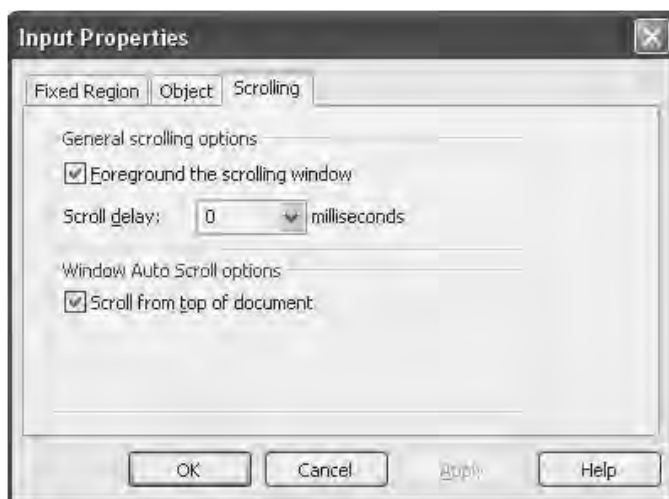 Input Properties
Fixed Region Object Scrolling
General scrolling options
Foreground the scrolling window
Scroll delay: 0 milliseconds
Window Auto Scroll options
Scroll from top of document
OK Cancel Apply Help